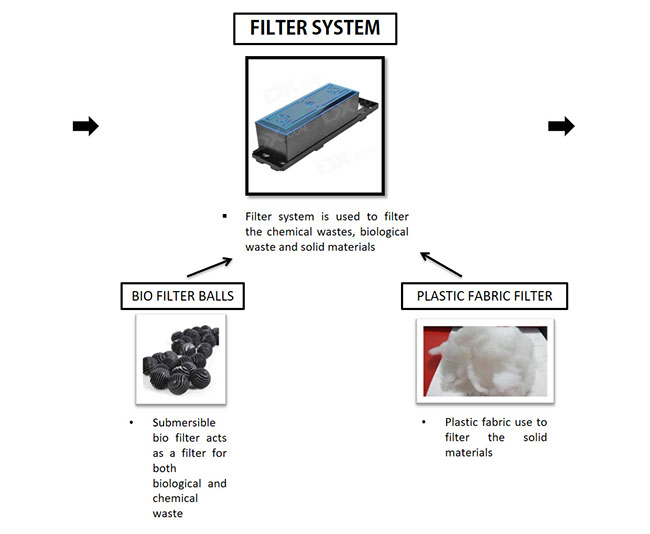 FILTER SYSTEM
▪ Filter system is used to filter
the chemical wastes, biological
waste and solid materials
BIO FILTER BALLS
PLASTIC FABRIC FILTER
• Submersible
bio filter acts
as a filter for
both
biological and
chemical
waste
• Plastic fabric use to
filter the solid
materials